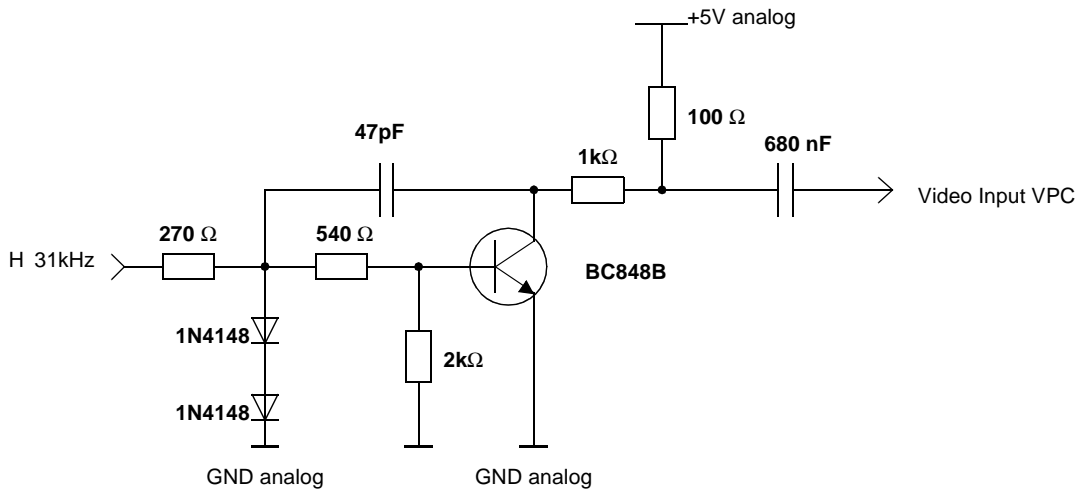 +5V analog
100 Ω
47pF
680 nF
1kΩ
Video Input VPC
270 Ω
540 Ω
H 31kHz
BC848B
1N4148
2kΩ
1N4148
GND analog
GND analog